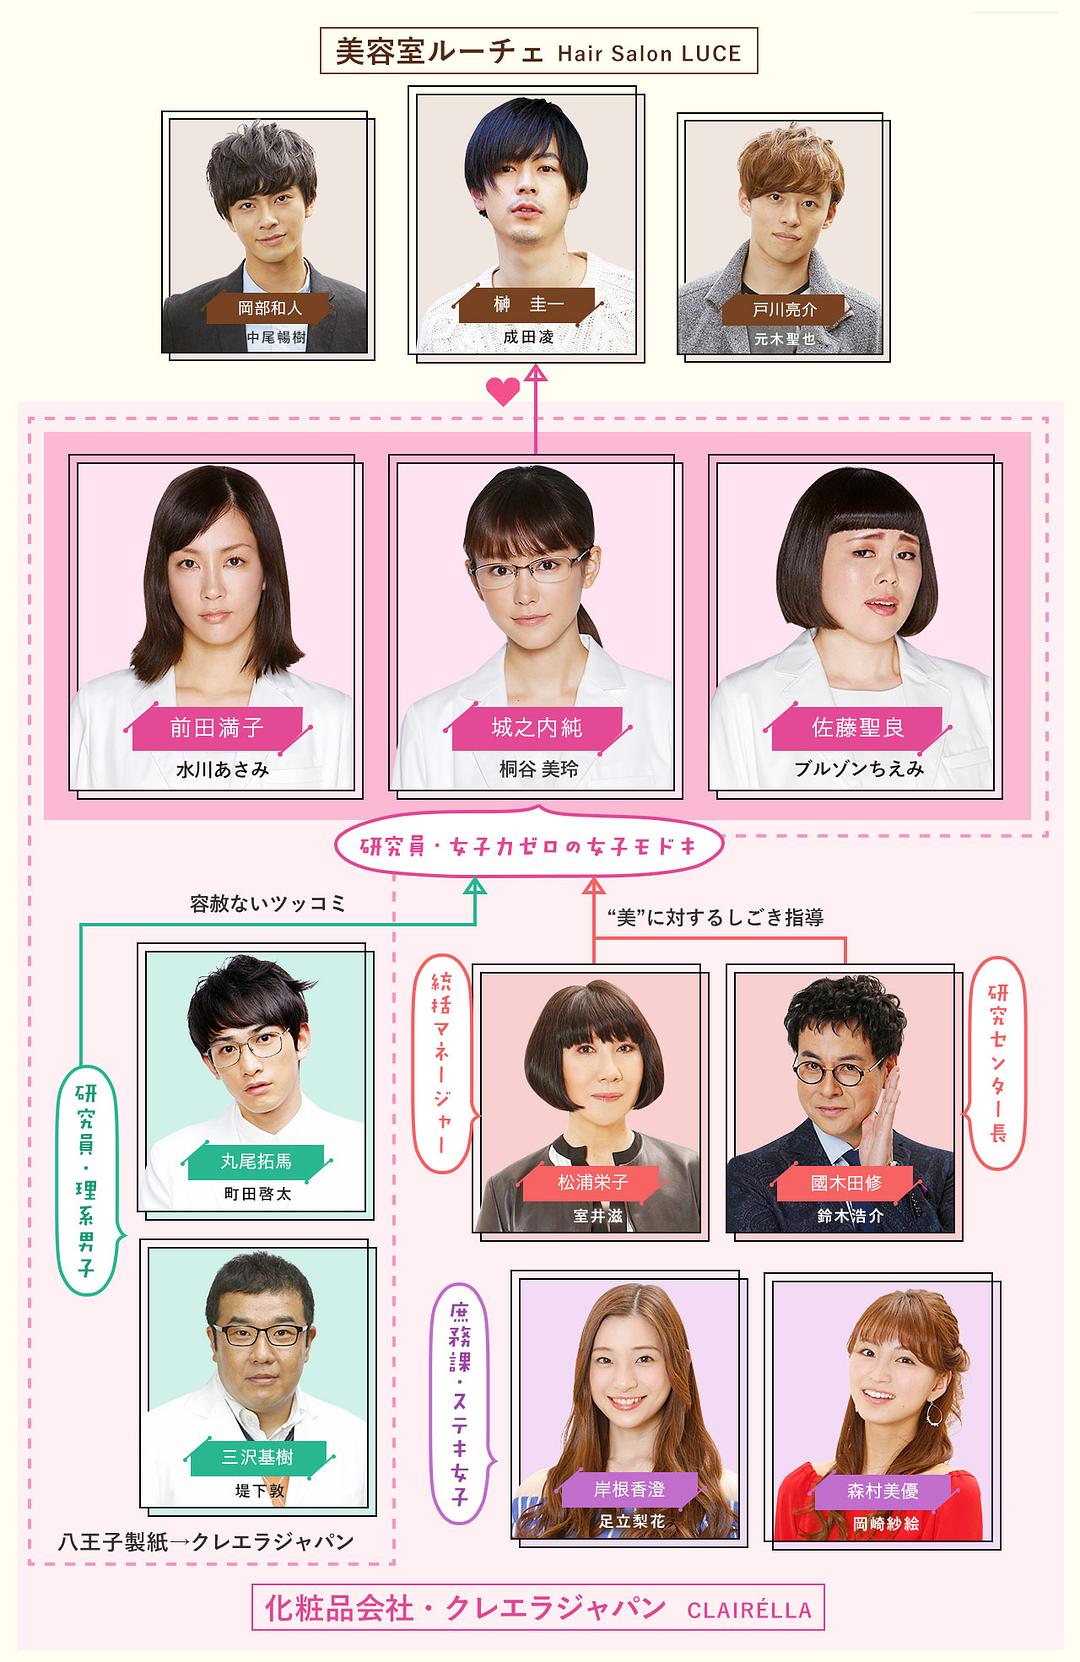 美容室ルーチェ Hair Salon LUCE
岡部和人
中尾暢樹
榊 圭一
成田凌
戸川亮介
元木聖也
前田満子
水川あさみ
城之内純
桐谷 美玲
佐藤聖良
ブルゾンちえみ
研究員・女子力ゼロの女子モドキ
容赦ないツッコミ
“美”に対するしごき指導
研究員・理系男子
丸尾拓馬
町田啓太
三沢基樹
堤下敦
八王子製紙→クレエラジャパン
統括マネージャー
松浦栄子
室井滋
國木田修
鈴木浩介
研究センター長
庶務課・ステキ女子
岸根香澄
足立梨花
森村美優
岡崎紗絵
化粧品会社・クレエラジャパン CLAIRÉLLA